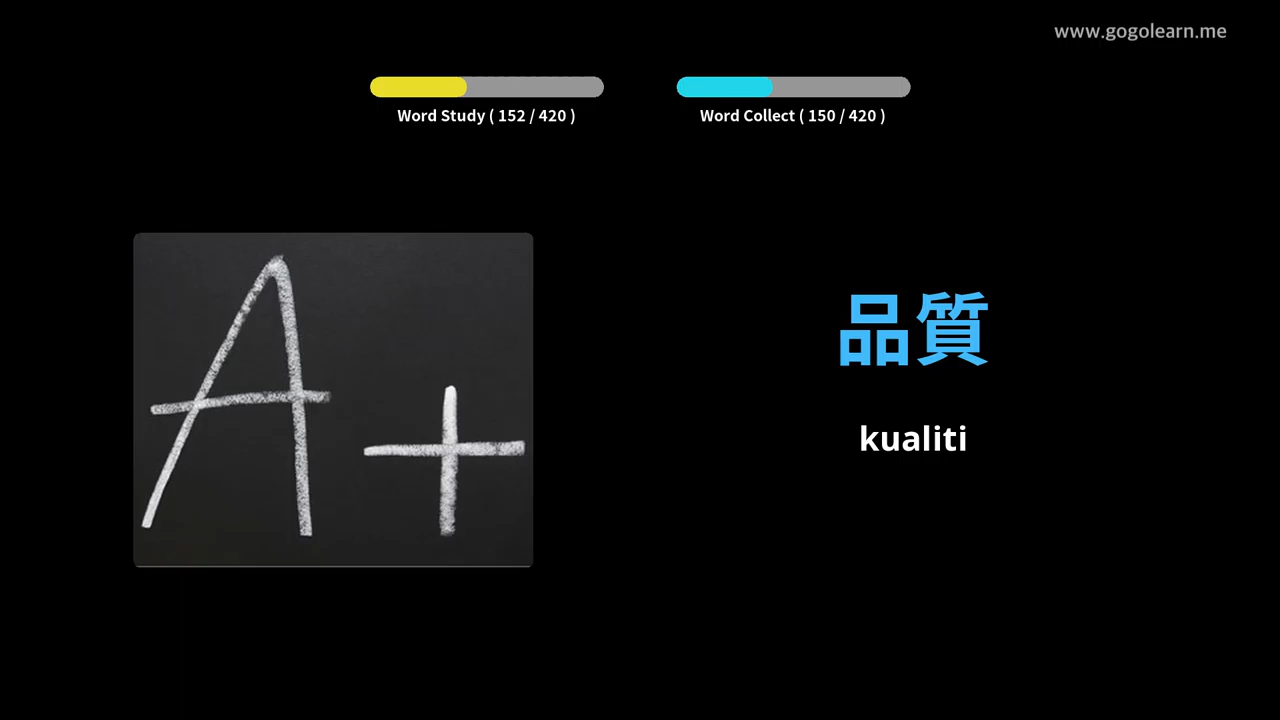 www.gogolearn.me
Word Study ( 152 / 420 )
Word Collect ( 150 / 420 )
A+
品質
kualiti